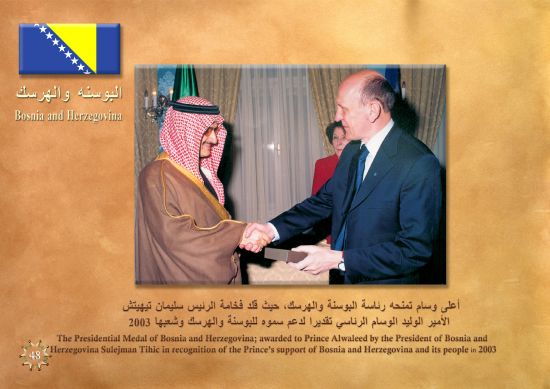 البوسنه والهرسك
Bosnia and Herzegovina
أعلى وسام تمنحه رئاسة البوسنة والهرسك، حيث قلد فخامة الرئيس سليمان تيهيتش
الأمير الوليد الوسام الرئاسي تقديرا لدعم سموه للبوسنة والهرسك وشعبها 2003
The Presidential Medal of Bosnia and Herzegovina; awarded to Prince Alwaleed by the President of Bosnia and
Herzegovina Sulejman Tihic in recognition of the Prince's support of Bosnia and Herzegovina and its people in 2003
48